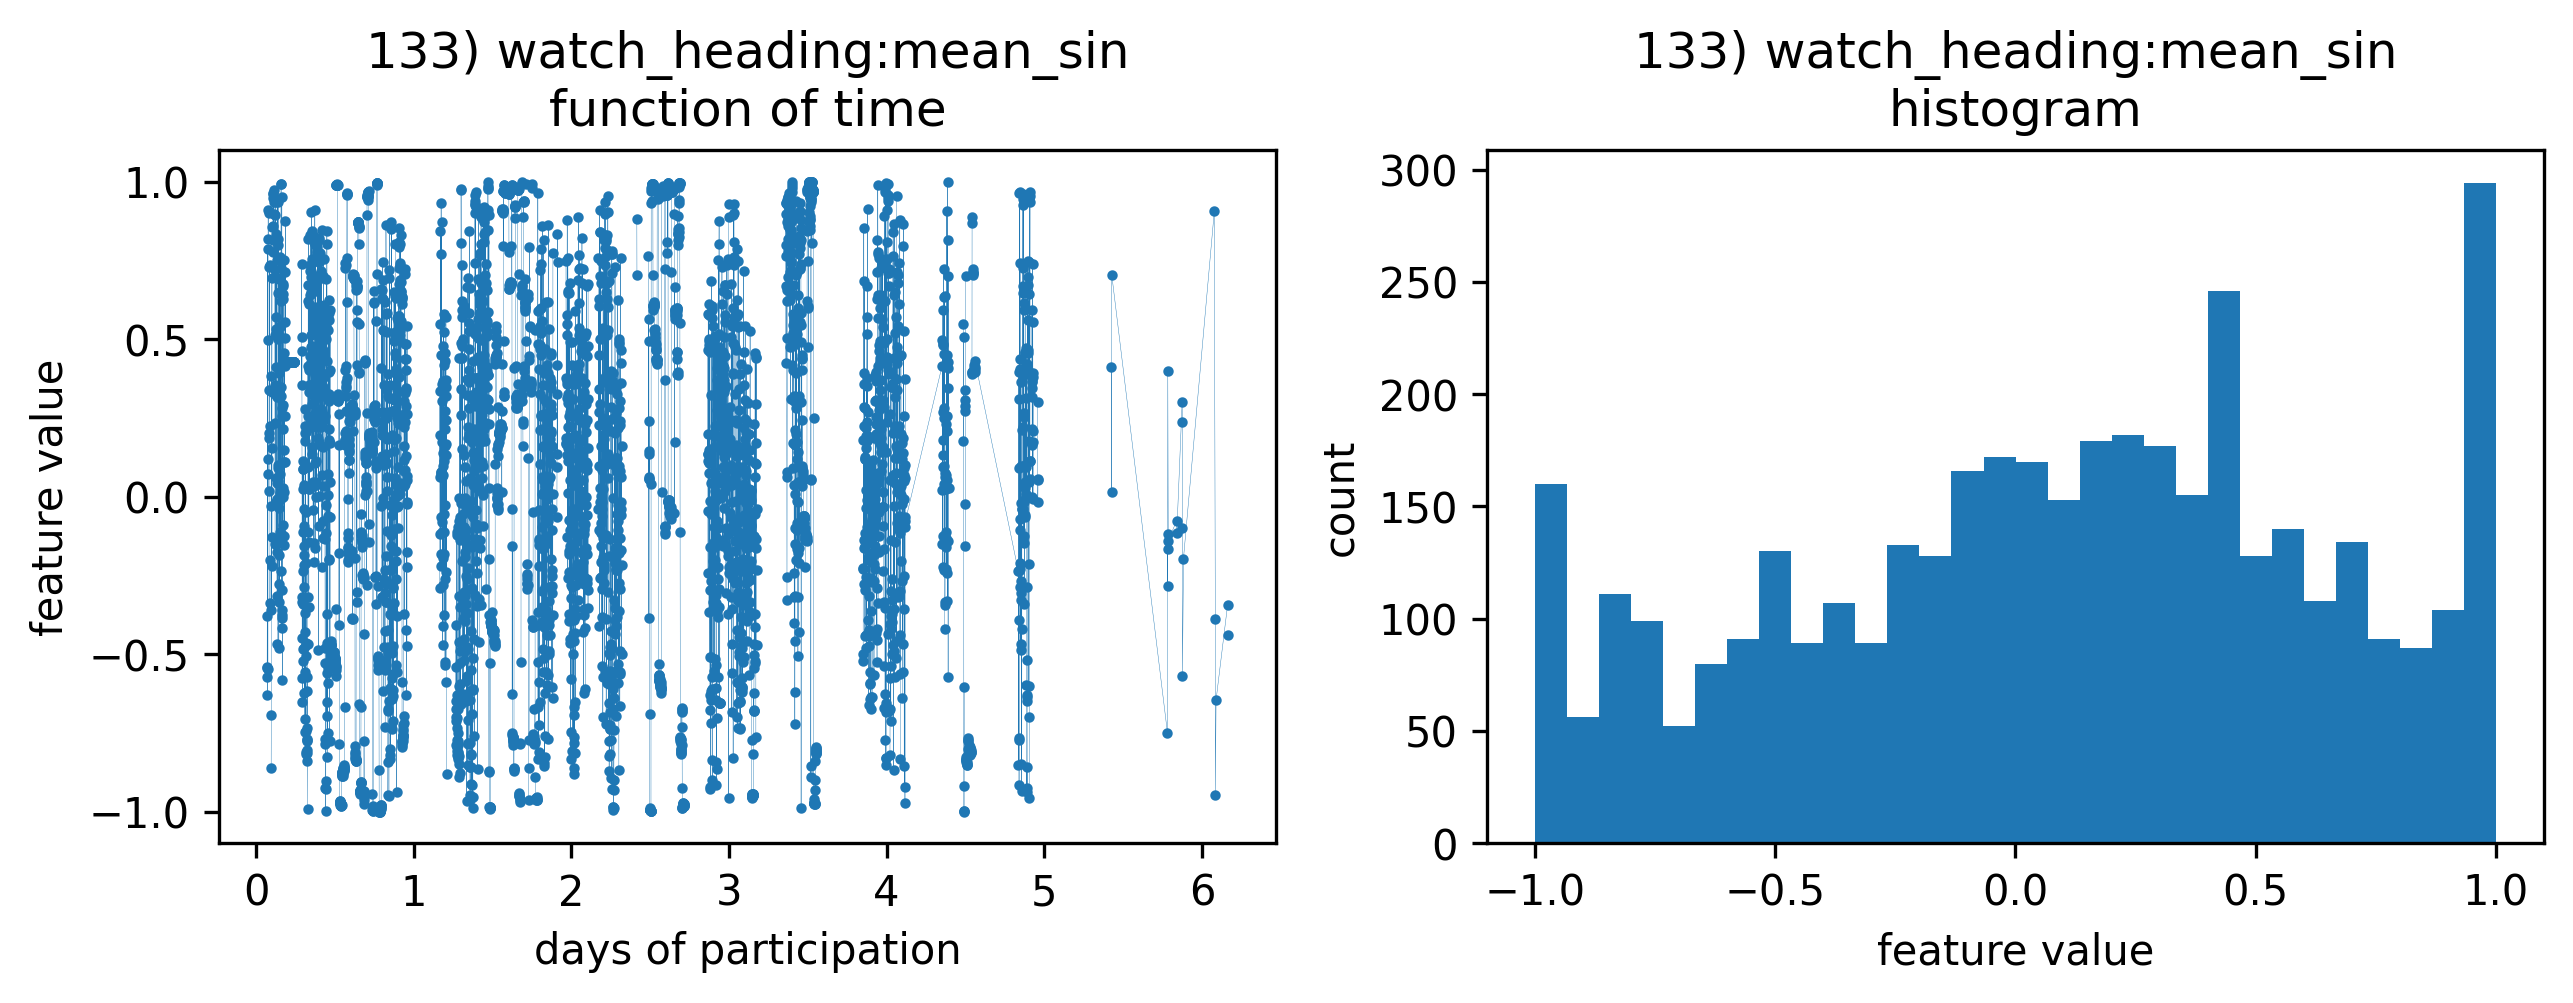 133) watch_heading:mean_sin
function of time
1.0
0.5
0.0
−0.5
−1.0
feature value
0 1 2 3 4 5 6
days of participation
133) watch_heading:mean_sin
histogram
300
250
200
150
100
50
0
count
−1.0 −0.5 0.0 0.5 1.0
feature value